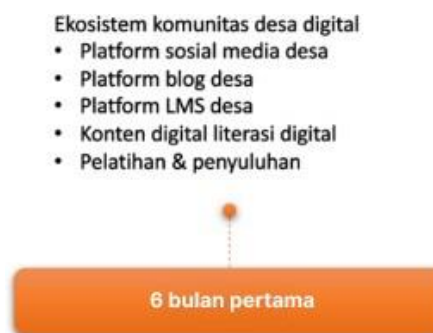 Ekosistem komunitas desa digital
• Platform sosial media desa
• Platform blog desa
• Platform LMS desa
• Konten digital literasi digital
• Pelatihan & penyuluhan
6 bulan pertama